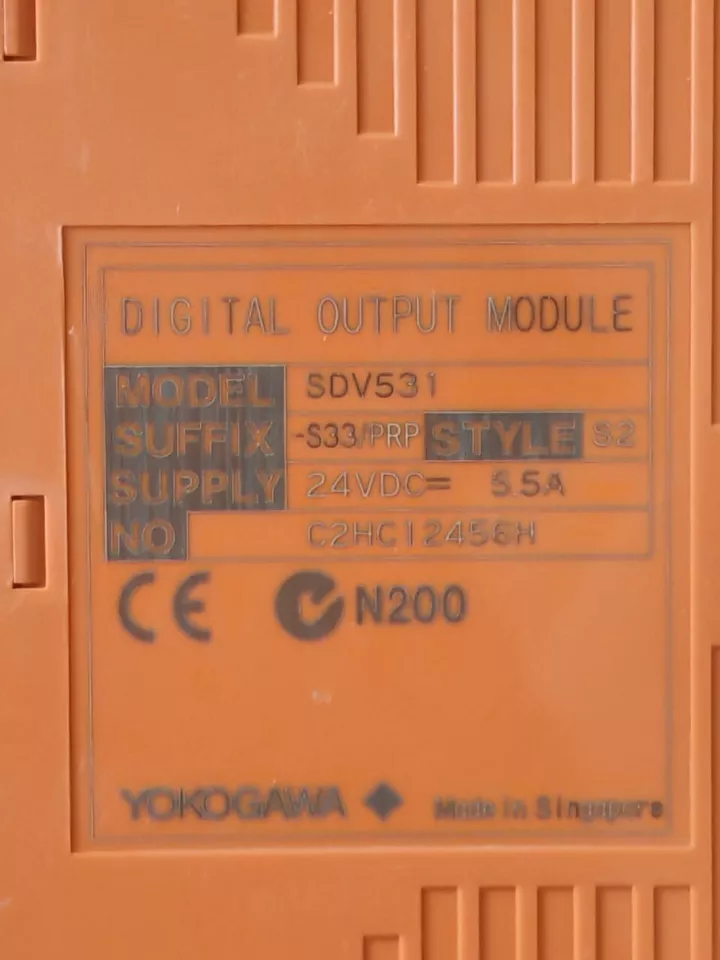 DIGITAL OUTPUT MODULE
MODEL SDV531
SUFFIX -S33/PRP STYLE S2
SUPPLY 24VDC⎓ 5.5A
NO C2HC12456H
CE N200
YOKOGAWA Made in Singapore